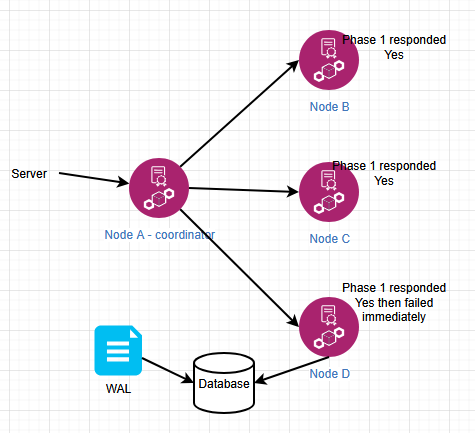 Phase 1 responded
Yes
Node B
Server
Phase 1 responded
Yes
Node A - coordinator
Node C
Phase 1 responded
Yes then failed
immediately
Node D
WAL
Database